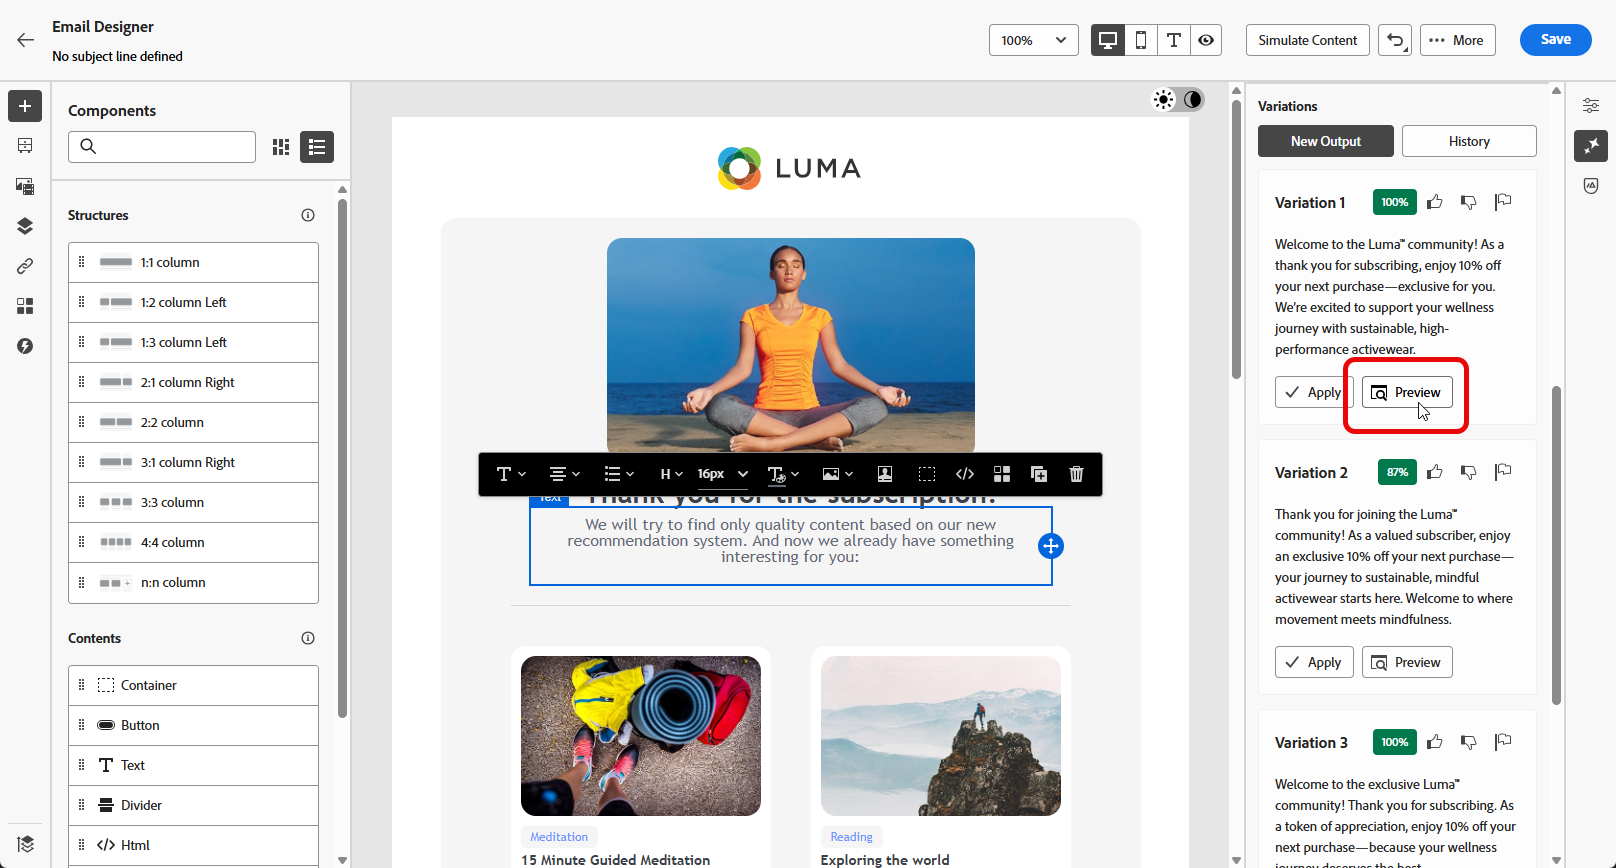 Email Designer
No subject line defined
100%
Simulate Content
More
Save
Components
Structures
1:1 column
1:2 column Left
1:3 column Left
2:1 column Right
2:2 column
3:1 column Right
3:3 column
4:4 column
n:n column
Contents
Container
Button
Text
Divider
Html
LUMA
H
16px
Text
Thank you for the subscription!
We will try to find only quality content based on our new
recommendation system. And now we already have something
interesting for you:
Meditation
15 Minute Guided Meditation
Reading
Exploring the world
Variations
New Output
History
Variation 1
100%
Welcome to the Luma™ community! As a
thank you for subscribing, enjoy 10% off
your next purchase—exclusive for you.
We're excited to support your wellness
journey with sustainable, high-
performance activewear.
Apply
Preview
Variation 2
87%
Thank you for joining the Luma™
community! As a valued subscriber, enjoy
an exclusive 10% off your next purchase—
your journey to sustainable, mindful
activewear starts here. Welcome to where
movement meets mindfulness.
Apply
Preview
Variation 3
100%
Welcome to the exclusive Luma™
community! Thank you for subscribing. As
a token of appreciation, enjoy 10% off your
next purchase—because your wellness
journey deserves the best.